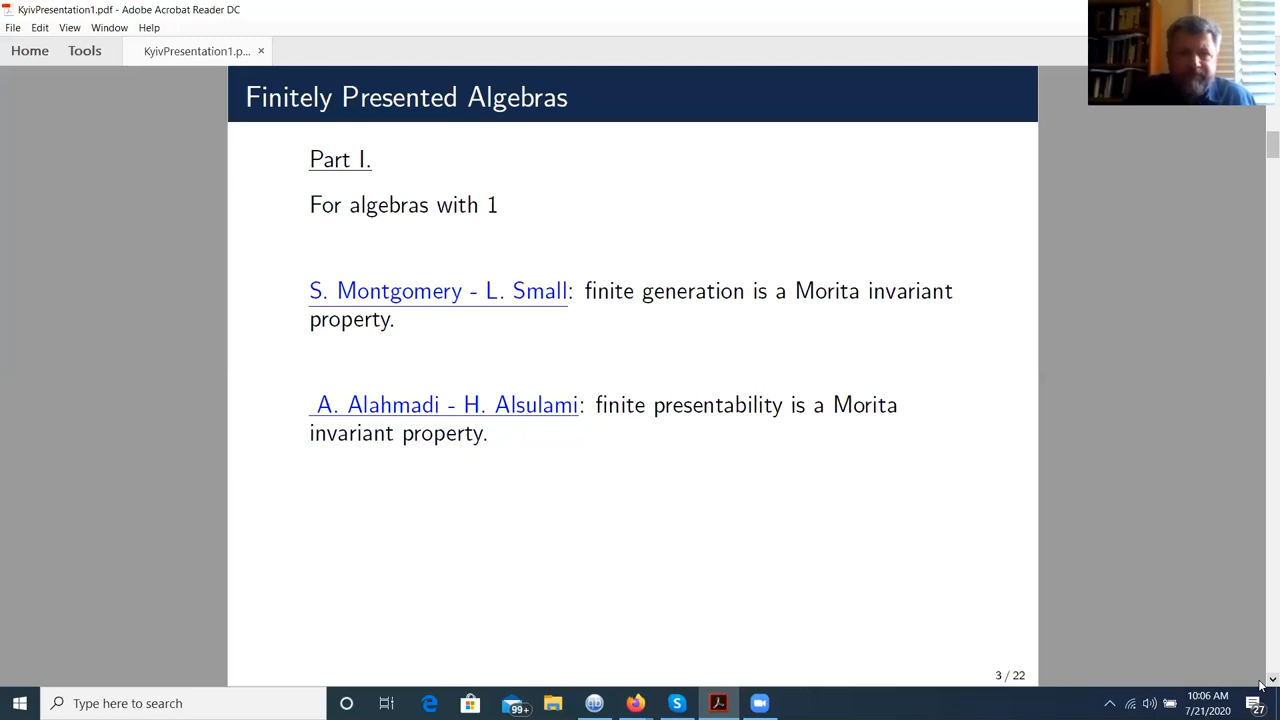 KyivPresentation1.pdf - Adobe Acrobat Reader DC
File Edit View Window Help
Home Tools KyivPresentation1.p... ×
Finitely Presented Algebras
Part I.
For algebras with 1
S. Montgomery - L. Small: finite generation is a Morita invariant
property.
A. Alahmadi - H. Alsulami: finite presentability is a Morita
invariant property.
3 / 22
Type here to search
99+
qb
10:06 AM
7/21/2020
27